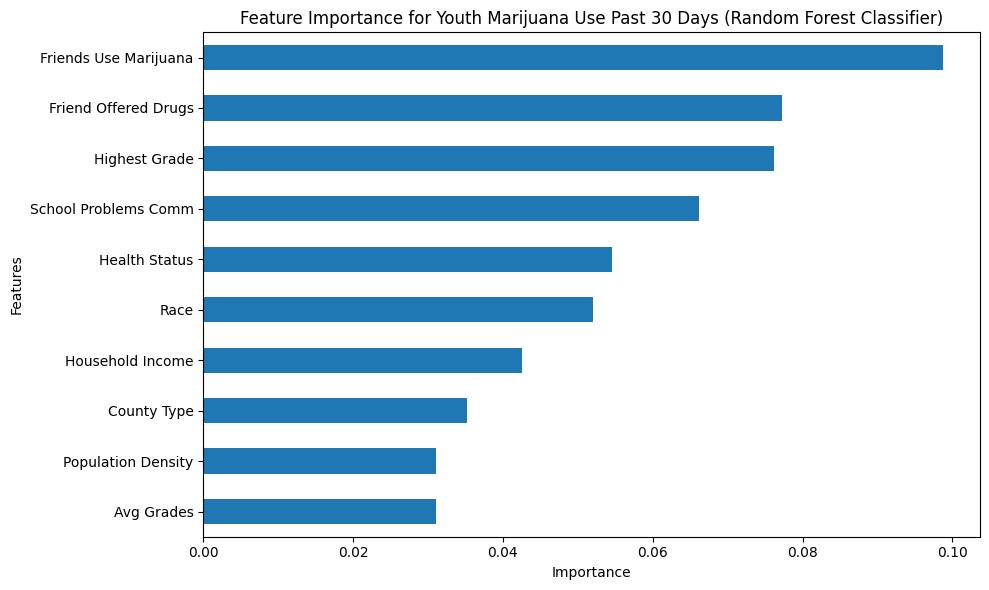 Feature Importance for Youth Marijuana Use Past 30 Days (Random Forest Classifier)
Features
Friends Use Marijuana
Friend Offered Drugs
Highest Grade
School Problems Comm
Health Status
Race
Household Income
County Type
Population Density
Avg Grades
0.00 0.02 0.04 0.06 0.08 0.10
Importance